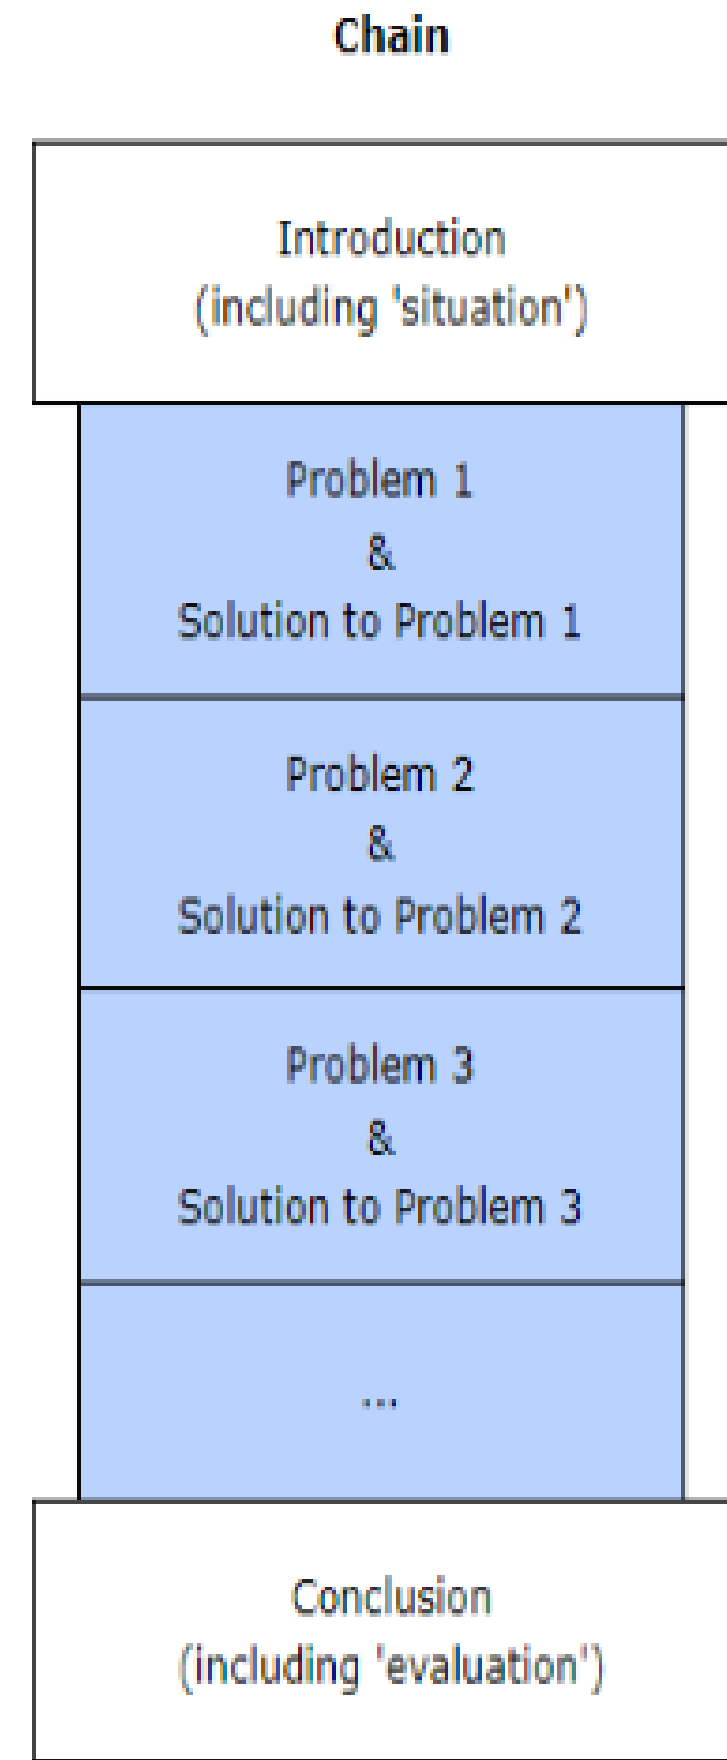 Chain
Introduction
(including 'situation')
Problem 1
&
Solution to Problem 1
Problem 2
&
Solution to Problem 2
Problem 3
&
Solution to Problem 3
...
Conclusion
(including 'evaluation')